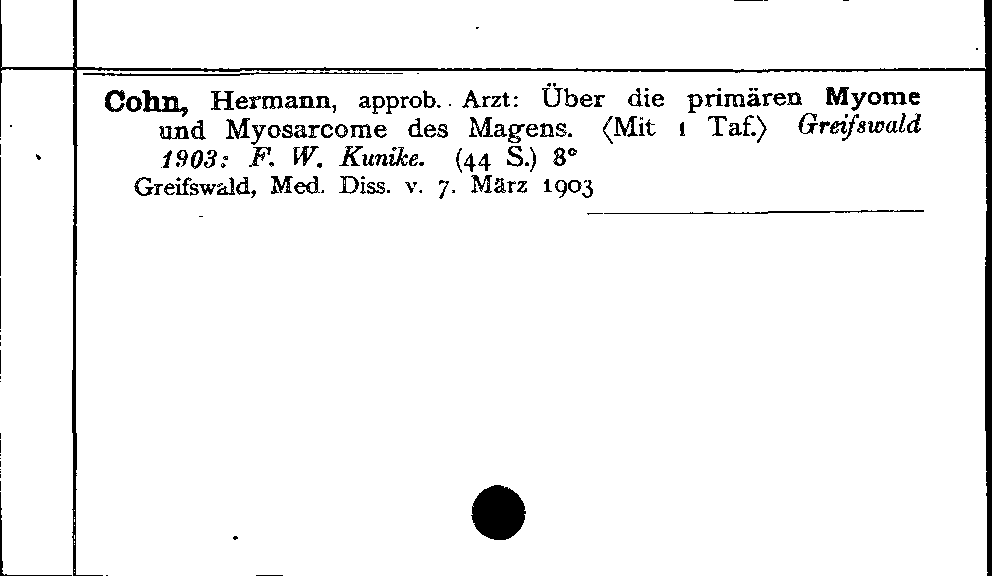 Cohn, Hermann, approb. Arzt: Über die primären Myome
und Myosarcome des Magens. ⟨Mit 1 Taf.⟩ Greifswald
1903: F. W. Kunike. (44 S.) 8°
Greifswald, Med. Diss. v. 7. März 1903